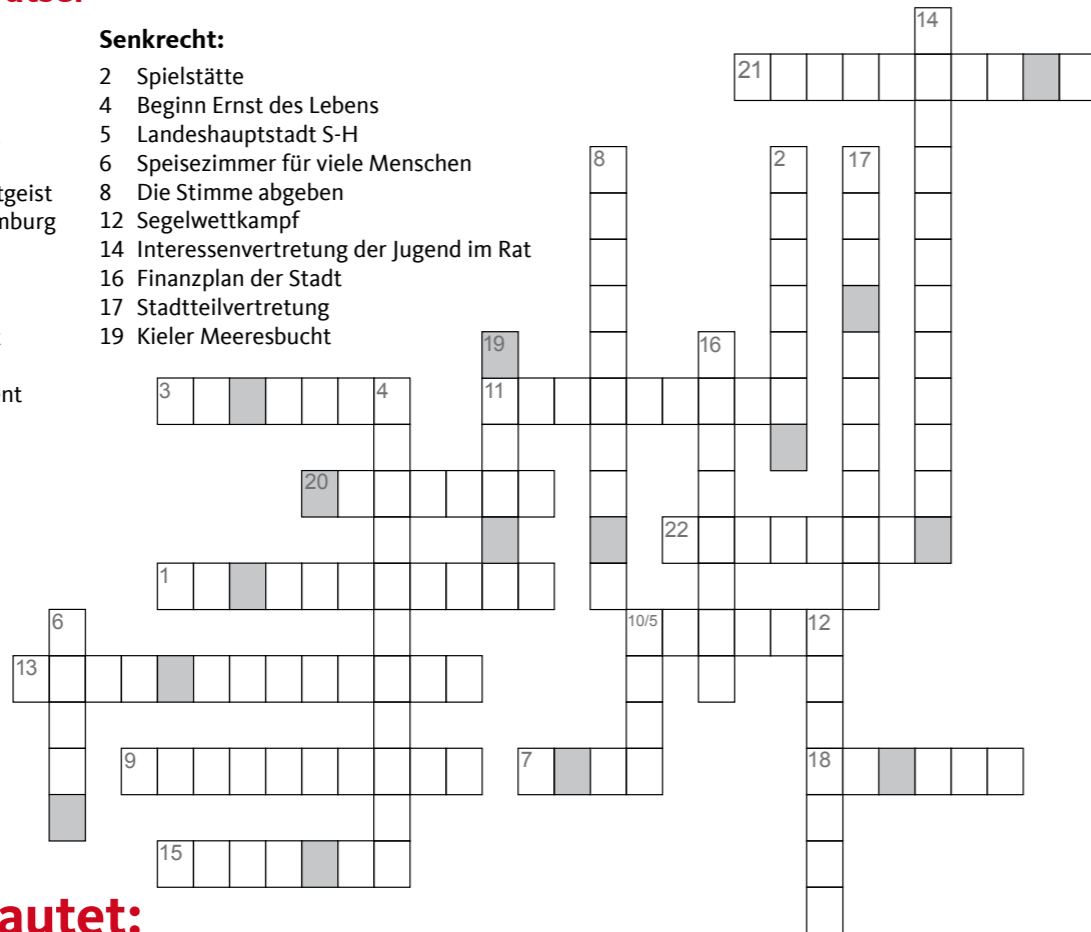 Senkrecht:
2 Spielstätte
4 Beginn Ernst des Lebens
5 Landeshauptstadt S-H
6 Speisezimmer für viele Menschen
8 Die Stimme abgeben
12 Segelwettkampf
14 Interessenvertretung der Jugend im Rat
16 Finanzplan der Stadt
17 Stadtteilvertretung
19 Kieler Meeresbucht
14
21
8
2
17
19
16
3
4
11
20
22
1
6
10/5
12
13
9
7
18
15
autet: